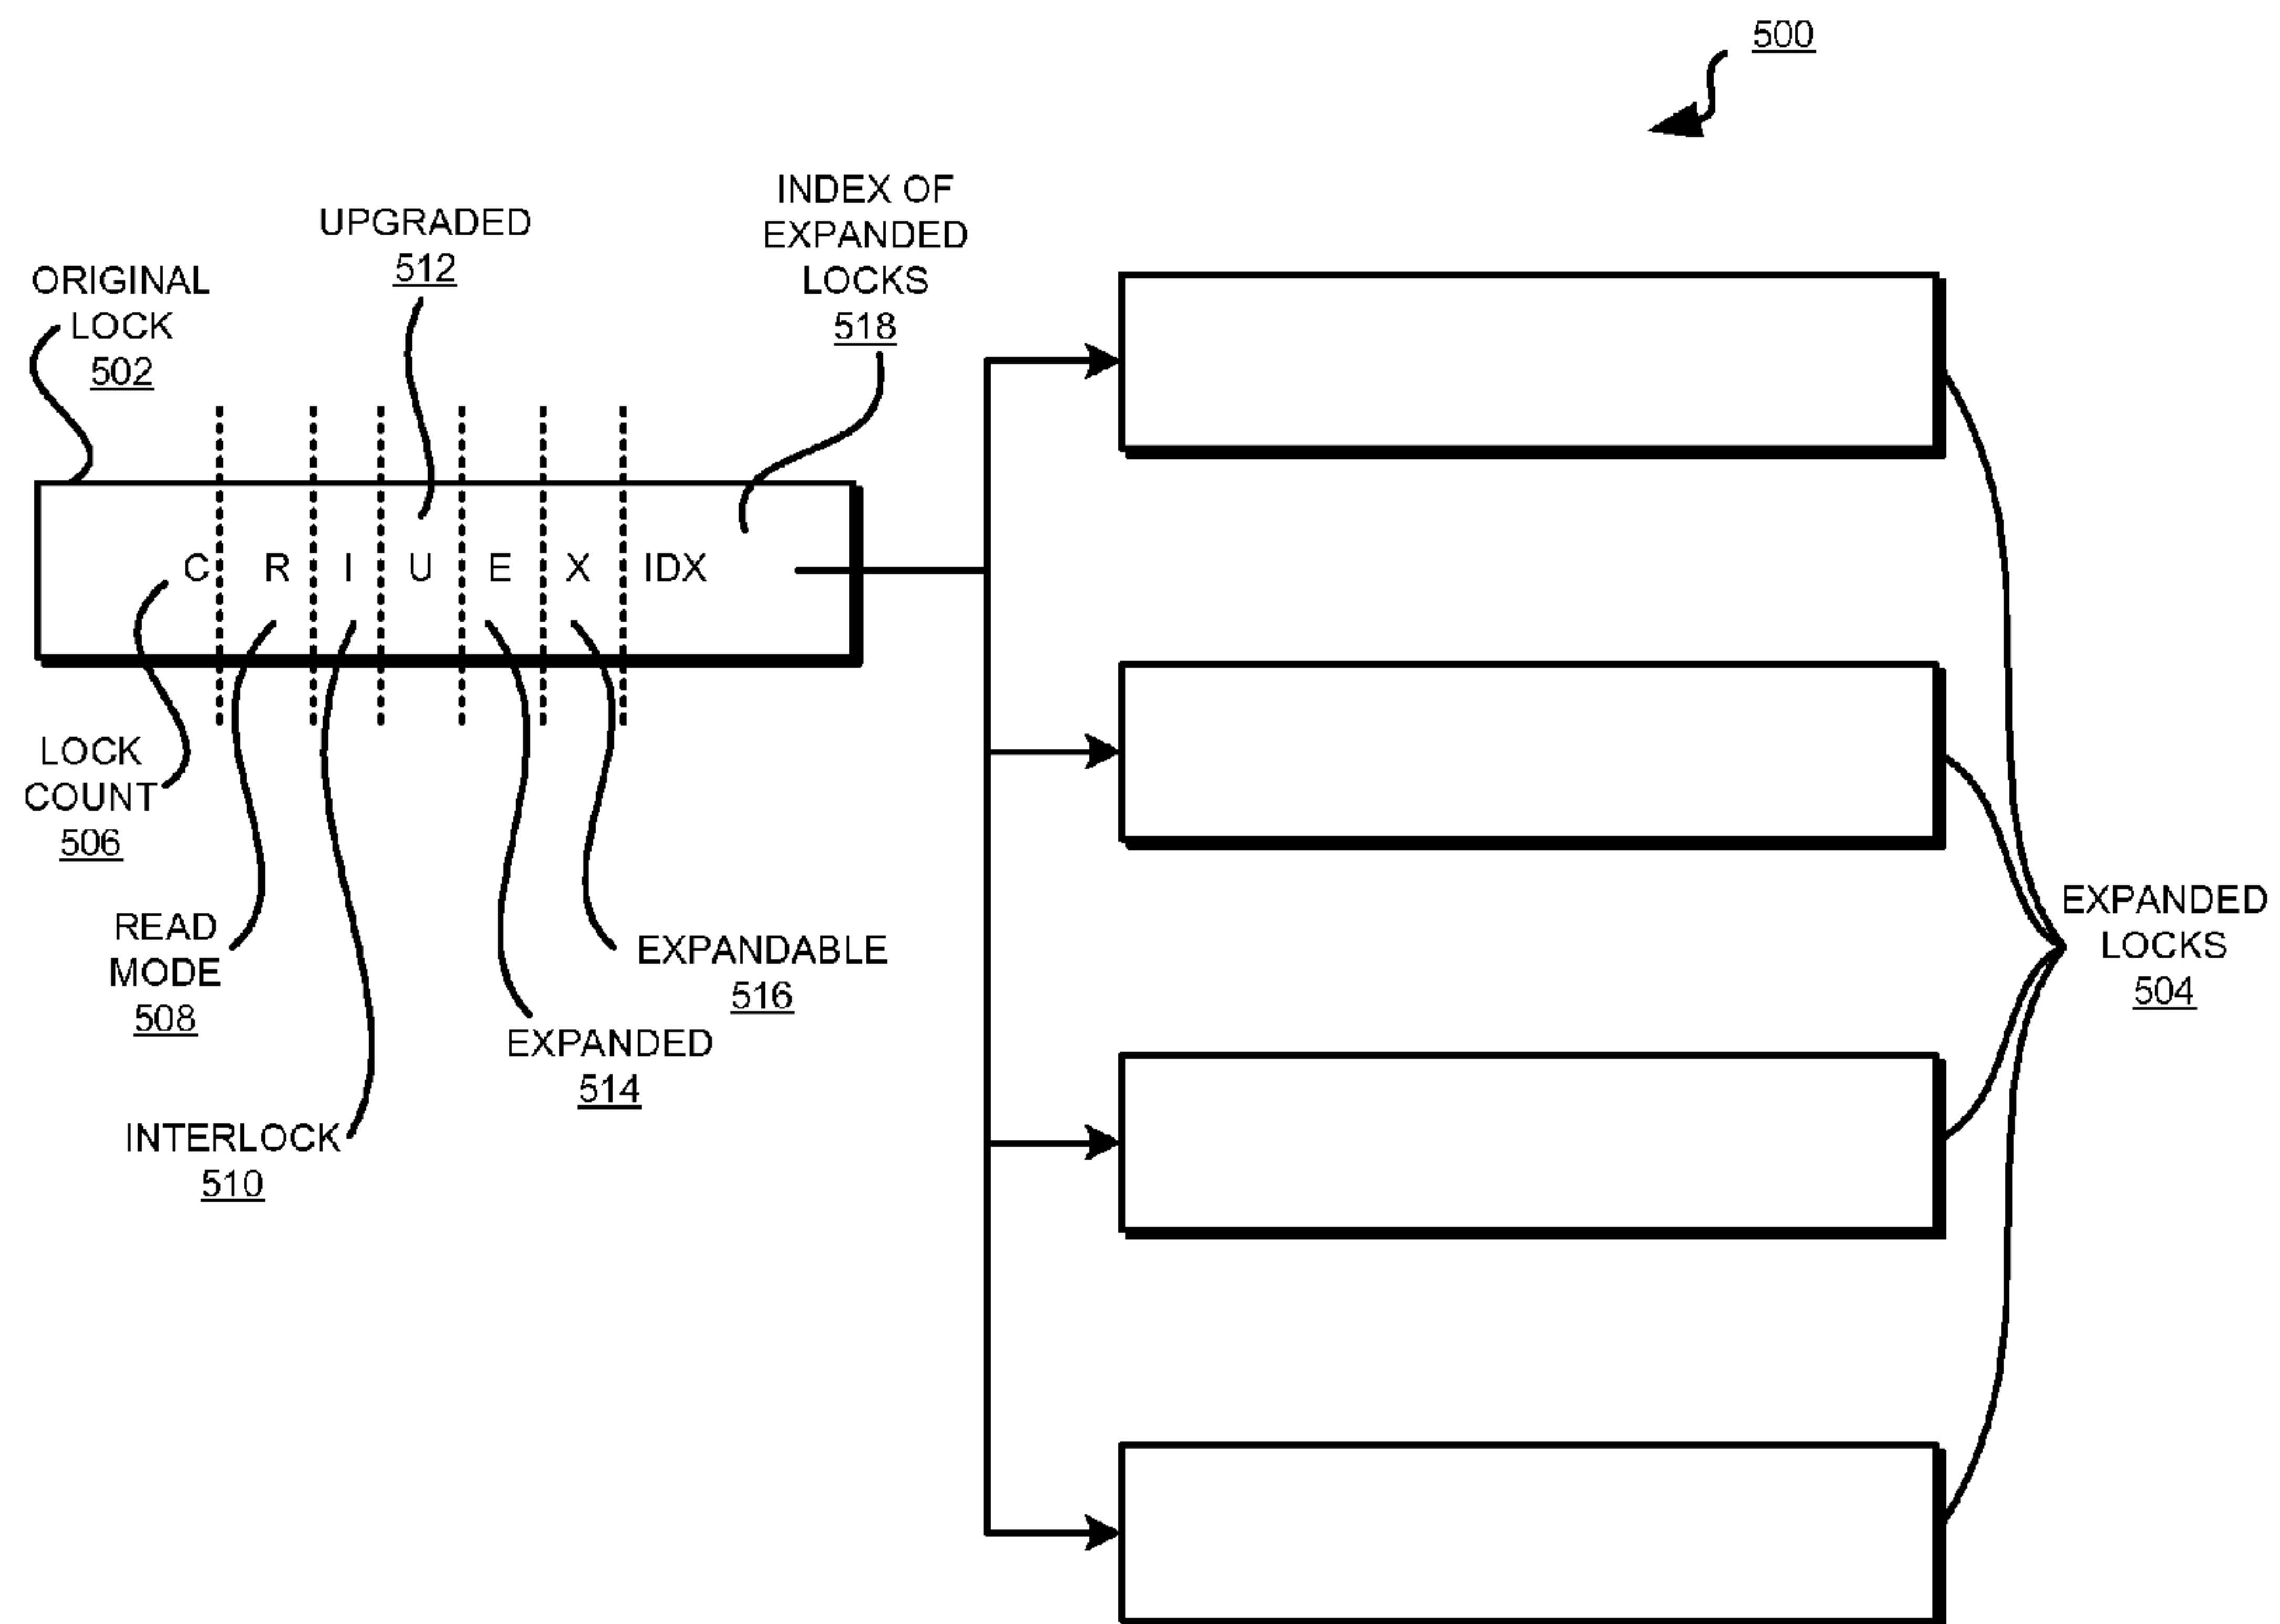 500
INDEX OF
EXPANDED
LOCKS
518
UPGRADED
512
ORIGINAL
LOCK
502
C R I U E X IDX
LOCK
COUNT
506
READ
MODE
508
EXPANDABLE
516
EXPANDED
514
INTERLOCK
510
EXPANDED
LOCKS
504